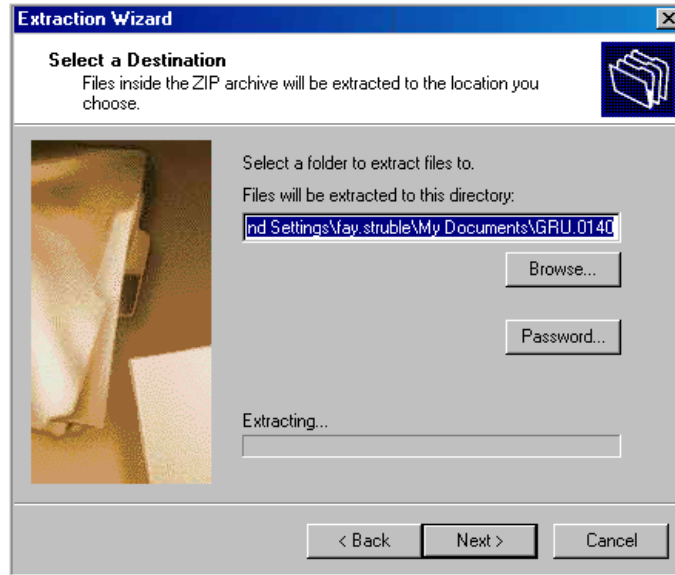 Extraction Wizard
Select a Destination
Files inside the ZIP archive will be extracted to the location you
choose.
Select a folder to extract files to.
Files will be extracted to this directory:
nd Settings\fay.struble\My Documents\GRU.0140
Browse...
Password...
Extracting...
< Back
Next >
Cancel